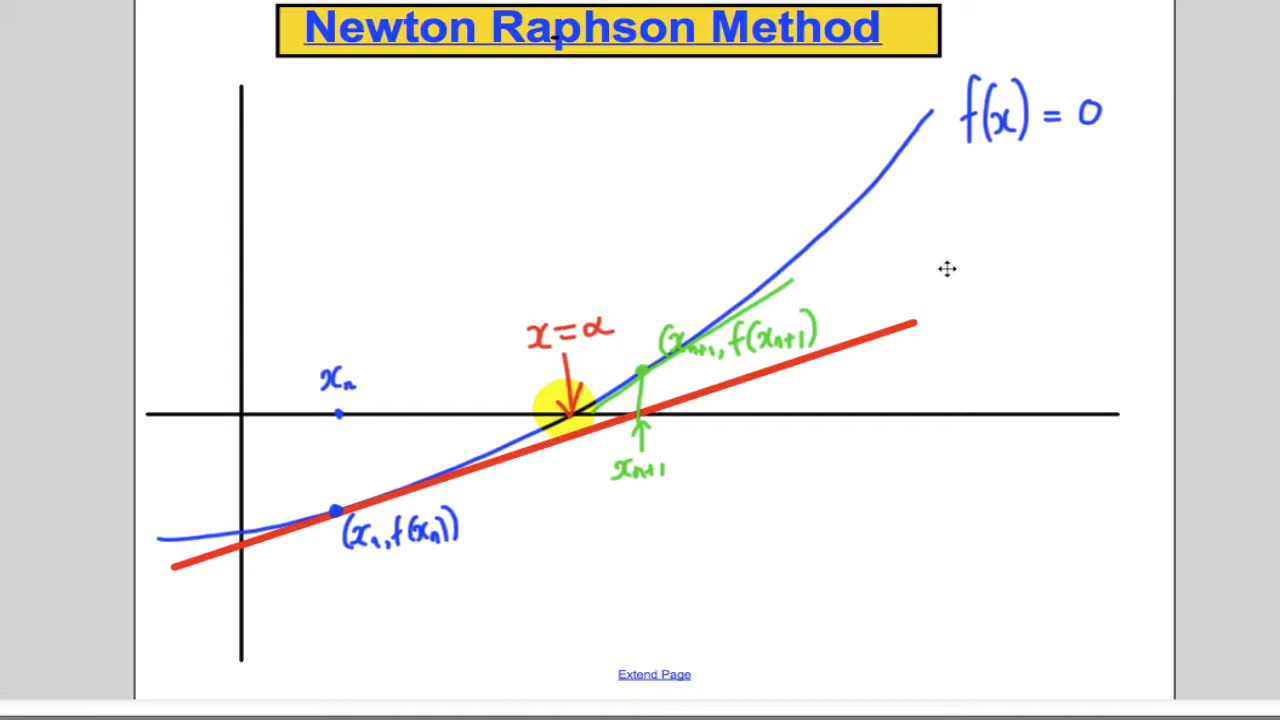 Newton Raphson Method
f(x) = 0
x = α
(xₙ₊₁, f(xₙ₊₁))
xₙ
xₙ₊₁
(xₙ, f(xₙ))
Extend Page